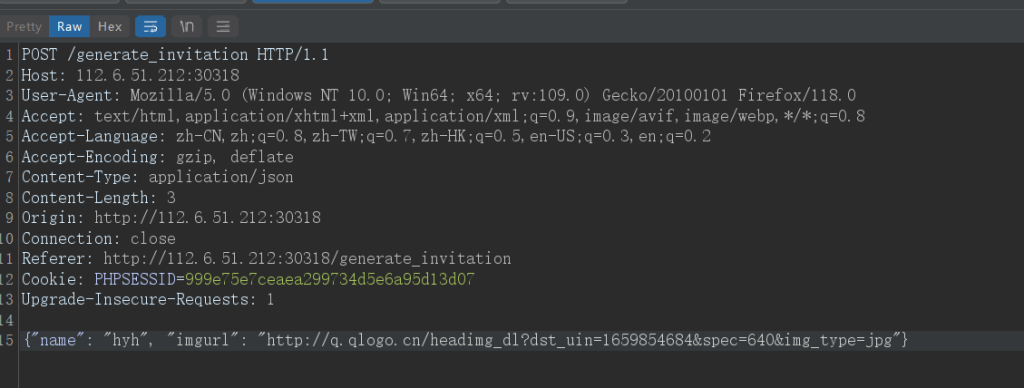 Pretty Raw Hex \n
1 POST /generate_invitation HTTP/1.1
2 Host: 112.6.51.212:30318
3 User-Agent: Mozilla/5.0 (Windows NT 10.0; Win64; x64; rv:109.0) Gecko/20100101 Firefox/118.0
4 Accept: text/html,application/xhtml+xml,application/xml;q=0.9,image/avif,image/webp,*/*;q=0.8
5 Accept-Language: zh-CN,zh;q=0.8,zh-TW;q=0.7,zh-HK;q=0.5,en-US;q=0.3,en;q=0.2
6 Accept-Encoding: gzip, deflate
7 Content-Type: application/json
8 Content-Length: 3
9 Origin: http://112.6.51.212:30318
10 Connection: close
11 Referer: http://112.6.51.212:30318/generate_invitation
12 Cookie: PHPSESSID=999e75e7ceaea299734d5e6a95d13d07
13 Upgrade-Insecure-Requests: 1
14
15 {"name": "hyh", "imgurl": "http://q.qlogo.cn/headimg_dl?dst_uin=1659854684&spec=640&img_type=jpg"}